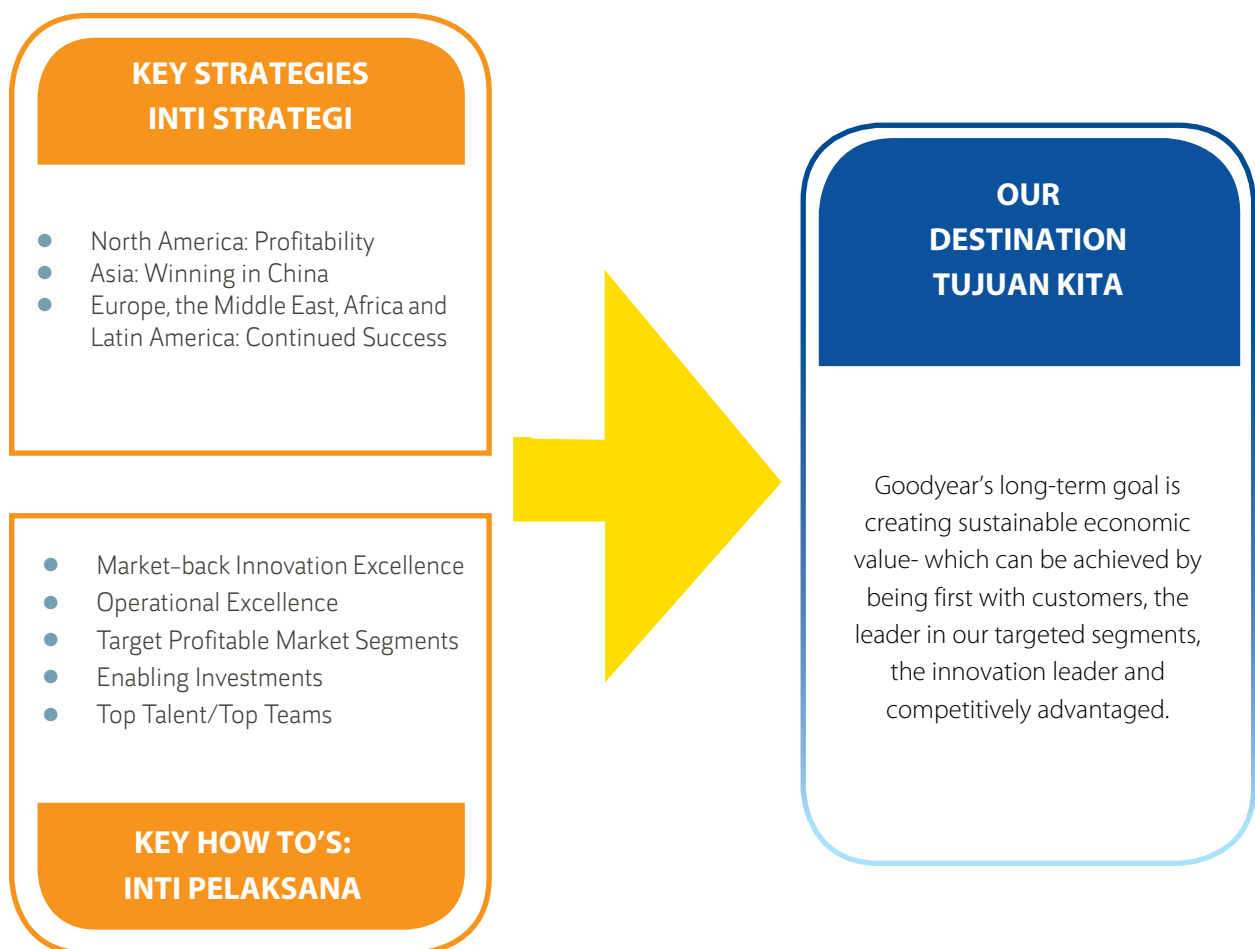 KEY STRATEGIES
INTI STRATEGI
North America: Profitability
Asia: Winning in China
Europe, the Middle East, Africa and
Latin America: Continued Success
Market-back Innovation Excellence
Operational Excellence
Target Profitable Market Segments
Enabling Investments
Top Talent/Top Teams
KEY HOW TO’S:
INTI PELAKSANA
OUR
DESTINATION
TUJUAN KITA
Goodyear’s long-term goal is
creating sustainable economic
value- which can be achieved by
being first with customers, the
leader in our targeted segments,
the innovation leader and
competitively advantaged.